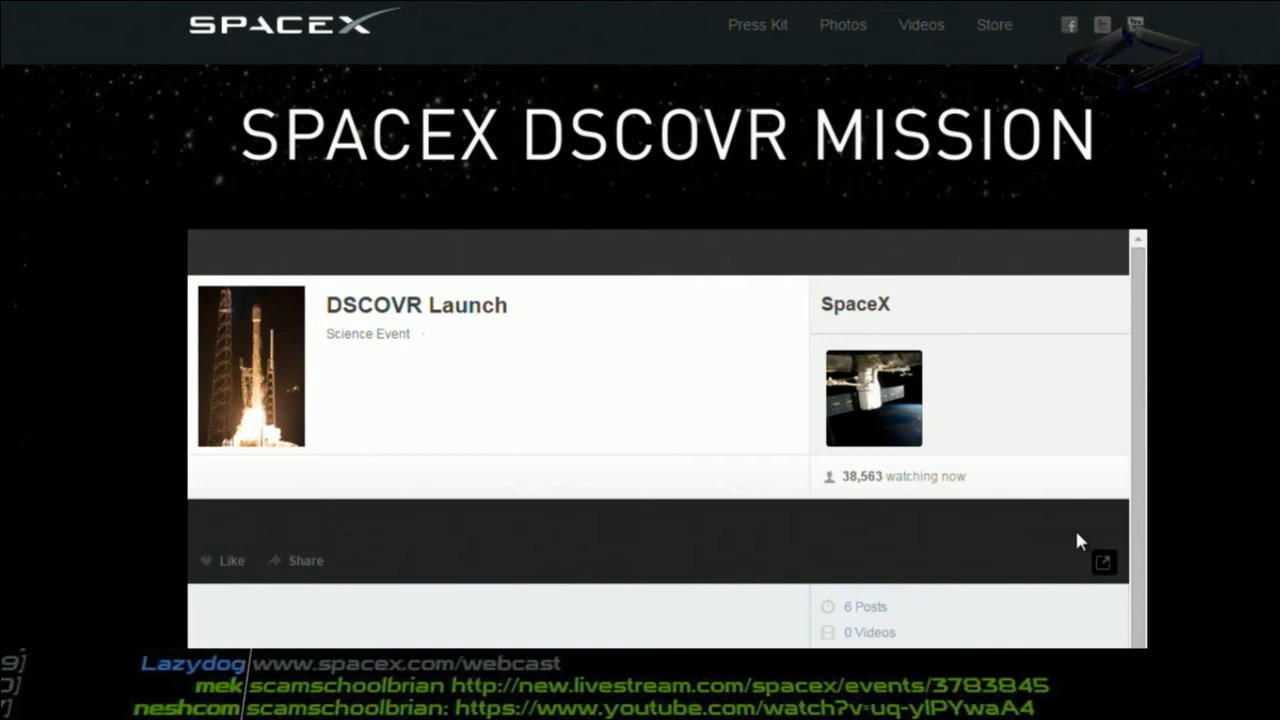 SPACEX
Press Kit Photos Videos Store
SPACEX DSCOVR MISSION
DSCOVR Launch
Science Event ·
SpaceX
38,563 watching now
Like Share
6 Posts
0 Videos
9] Lazydog www.spacex.com/webcast
mek scamschoolbrian http://new.livestream.com/spacex/events/3783845
neshcom scamschoolbrian: https://www.youtube.com/watch?v=uq-ylPYwaA4